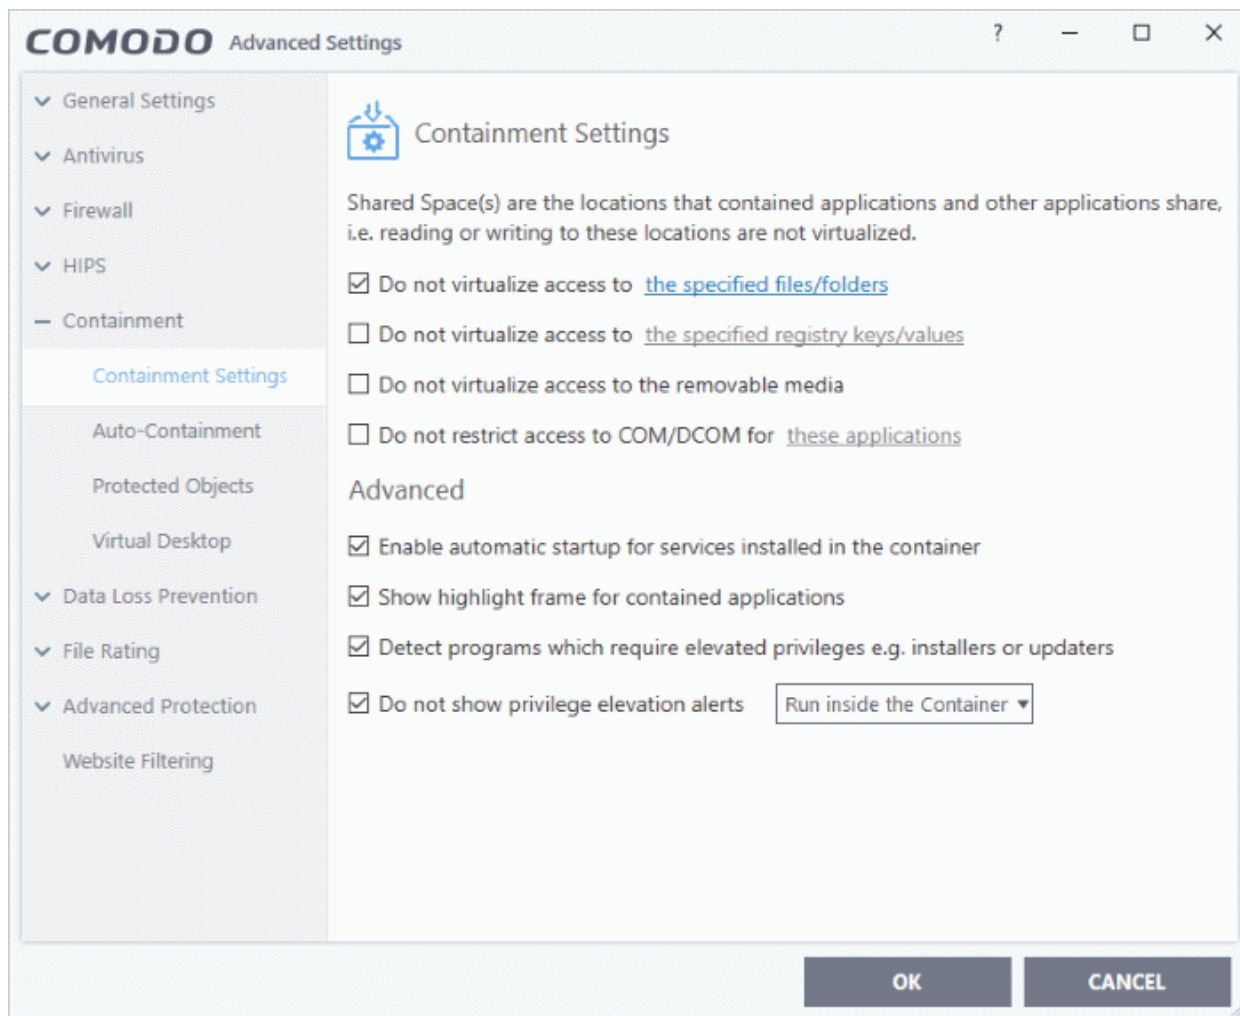 COMODO Advanced Settings ?
General Settings
Antivirus
Firewall
HIPS
Containment
Containment Settings
Auto-Containment
Protected Objects
Virtual Desktop
Data Loss Prevention
File Rating
Advanced Protection
Website Filtering
Containment Settings
Shared Space(s) are the locations that contained applications and other applications share,
i.e. reading or writing to these locations are not virtualized.
Do not virtualize access to the specified files/folders
Do not virtualize access to the specified registry keys/values
Do not virtualize access to the removable media
Do not restrict access to COM/DCOM for these applications
Advanced
Enable automatic startup for services installed in the container
Show highlight frame for contained applications
Detect programs which require elevated privileges e.g. installers or updaters
Do not show privilege elevation alerts Run inside the Container
OK CANCEL